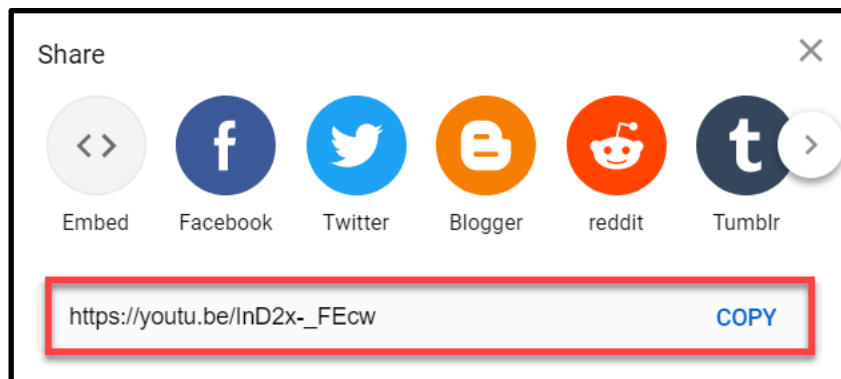 Share
Embed Facebook Twitter Blogger reddit Tumblr
https://youtu.be/lnD2x-_FEcw COPY